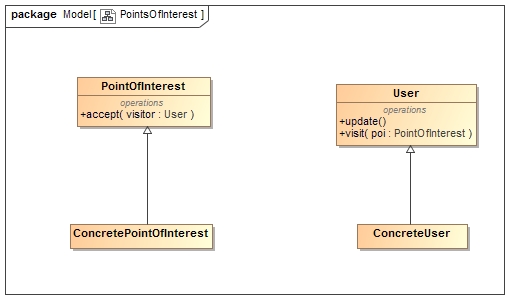 package Model [ PointsOfInterest ]
PointOfInterest
operations
+accept( visitor : User )
User
operations
+update()
+visit( poi : PointOfInterest )
ConcretePointOfInterest
ConcreteUser